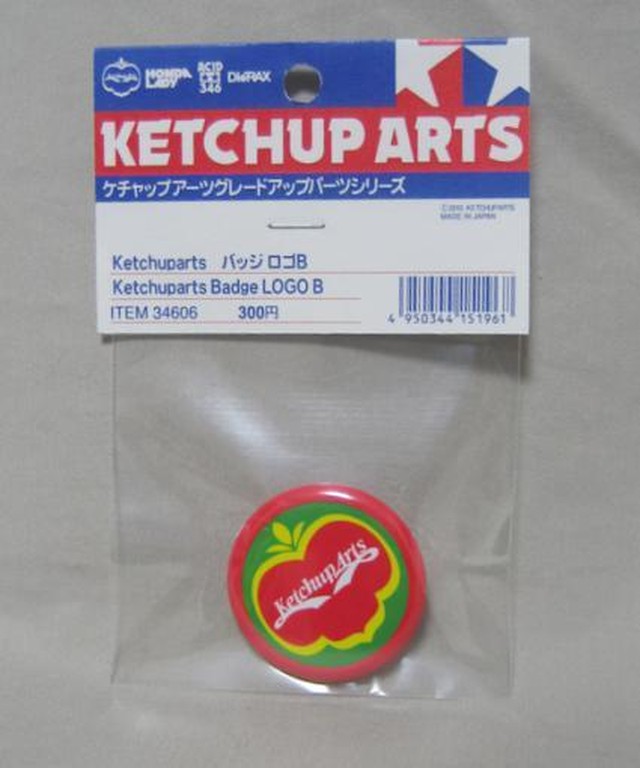 HONDA LADY
ACID 346
DIGITRAX
KETCHUP ARTS
ケチャップアーツグレードアップパーツシリーズ
MADE IN JAPAN
Ketchuparts バッジ ロゴB
Ketchuparts Badge LOGO B
ITEM 34606 300円
4 950344 151961
KetchupArts